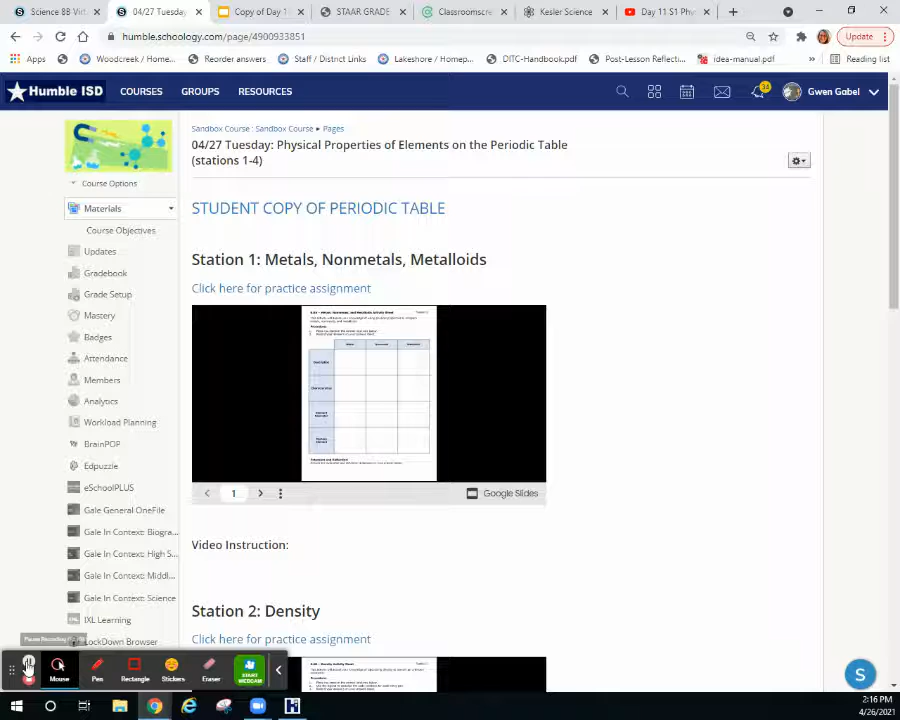 Science 8B Virt
04/27 Tuesday
Copy of Day 1
STAAR GRADE
Classroomscre
Kesler Science
Day 11 S1 Phy
humble.schoology.com/page/4900933851
Update
Apps
Woodcreek / Home...
Reorder answers
Staff / District Links
Lakeshore / Homep...
DITC-Handbook.pdf
Post-Lesson Reflecti...
idea-manual.pdf
»
Reading list
Humble ISD
COURSES
GROUPS
RESOURCES
34
Gwen Gabel
Sandbox Course : Sandbox Course ▸ Pages
04/27 Tuesday: Physical Properties of Elements on the Periodic Table
(stations 1-4)
Course Options
Materials
Course Objectives
Updates
Gradebook
Grade Setup
Mastery
Badges
Attendance
Members
Analytics
Workload Planning
BrainPOP
Edpuzzle
eSchoolPLUS
Gale General OneFile
Gale In Context: Biogra...
Gale In Context: High S...
Gale In Context: Middl...
Gale In Context: Science
IXL Learning
LockDown Browser
STUDENT COPY OF PERIODIC TABLE
Station 1: Metals, Nonmetals, Metalloids
Click here for practice assignment
1
Google Slides
Video Instruction:
Station 2: Density
Click here for practice assignment
Mouse
Pen
Rectangle
Stickers
Eraser
START
WEBCAM
S
2:16 PM
4/26/2021